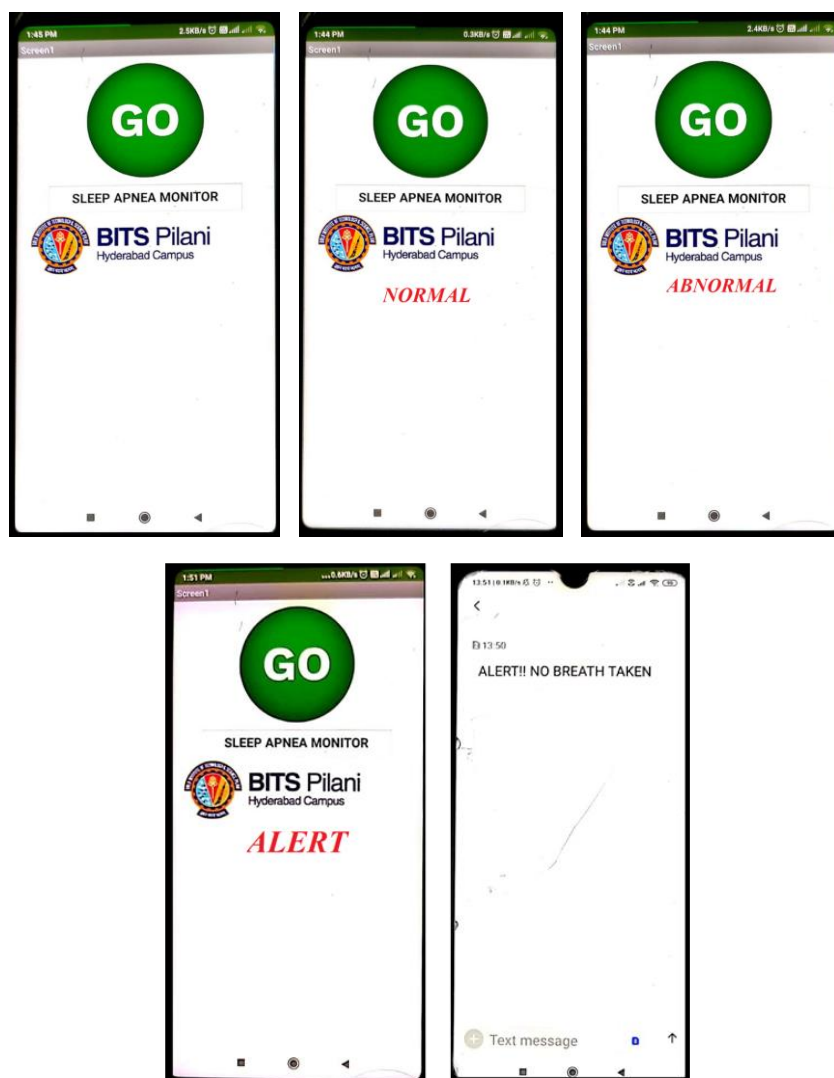 1:45 PM 2.5KB/s
Screen1
GO
SLEEP APNEA MONITOR
BITS Pilani
Hyderabad Campus
1:44 PM 0.3KB/s
Screen1
GO
SLEEP APNEA MONITOR
BITS Pilani
Hyderabad Campus
NORMAL
1:44 PM 2.4KB/s
Screen1
GO
SLEEP APNEA MONITOR
BITS Pilani
Hyderabad Campus
ABNORMAL
1:51 PM ...0.6KB/s
Screen1
GO
SLEEP APNEA MONITOR
BITS Pilani
Hyderabad Campus
ALERT
13:51 | 0.1KB/s
13:50
ALERT!! NO BREATH TAKEN
Text message